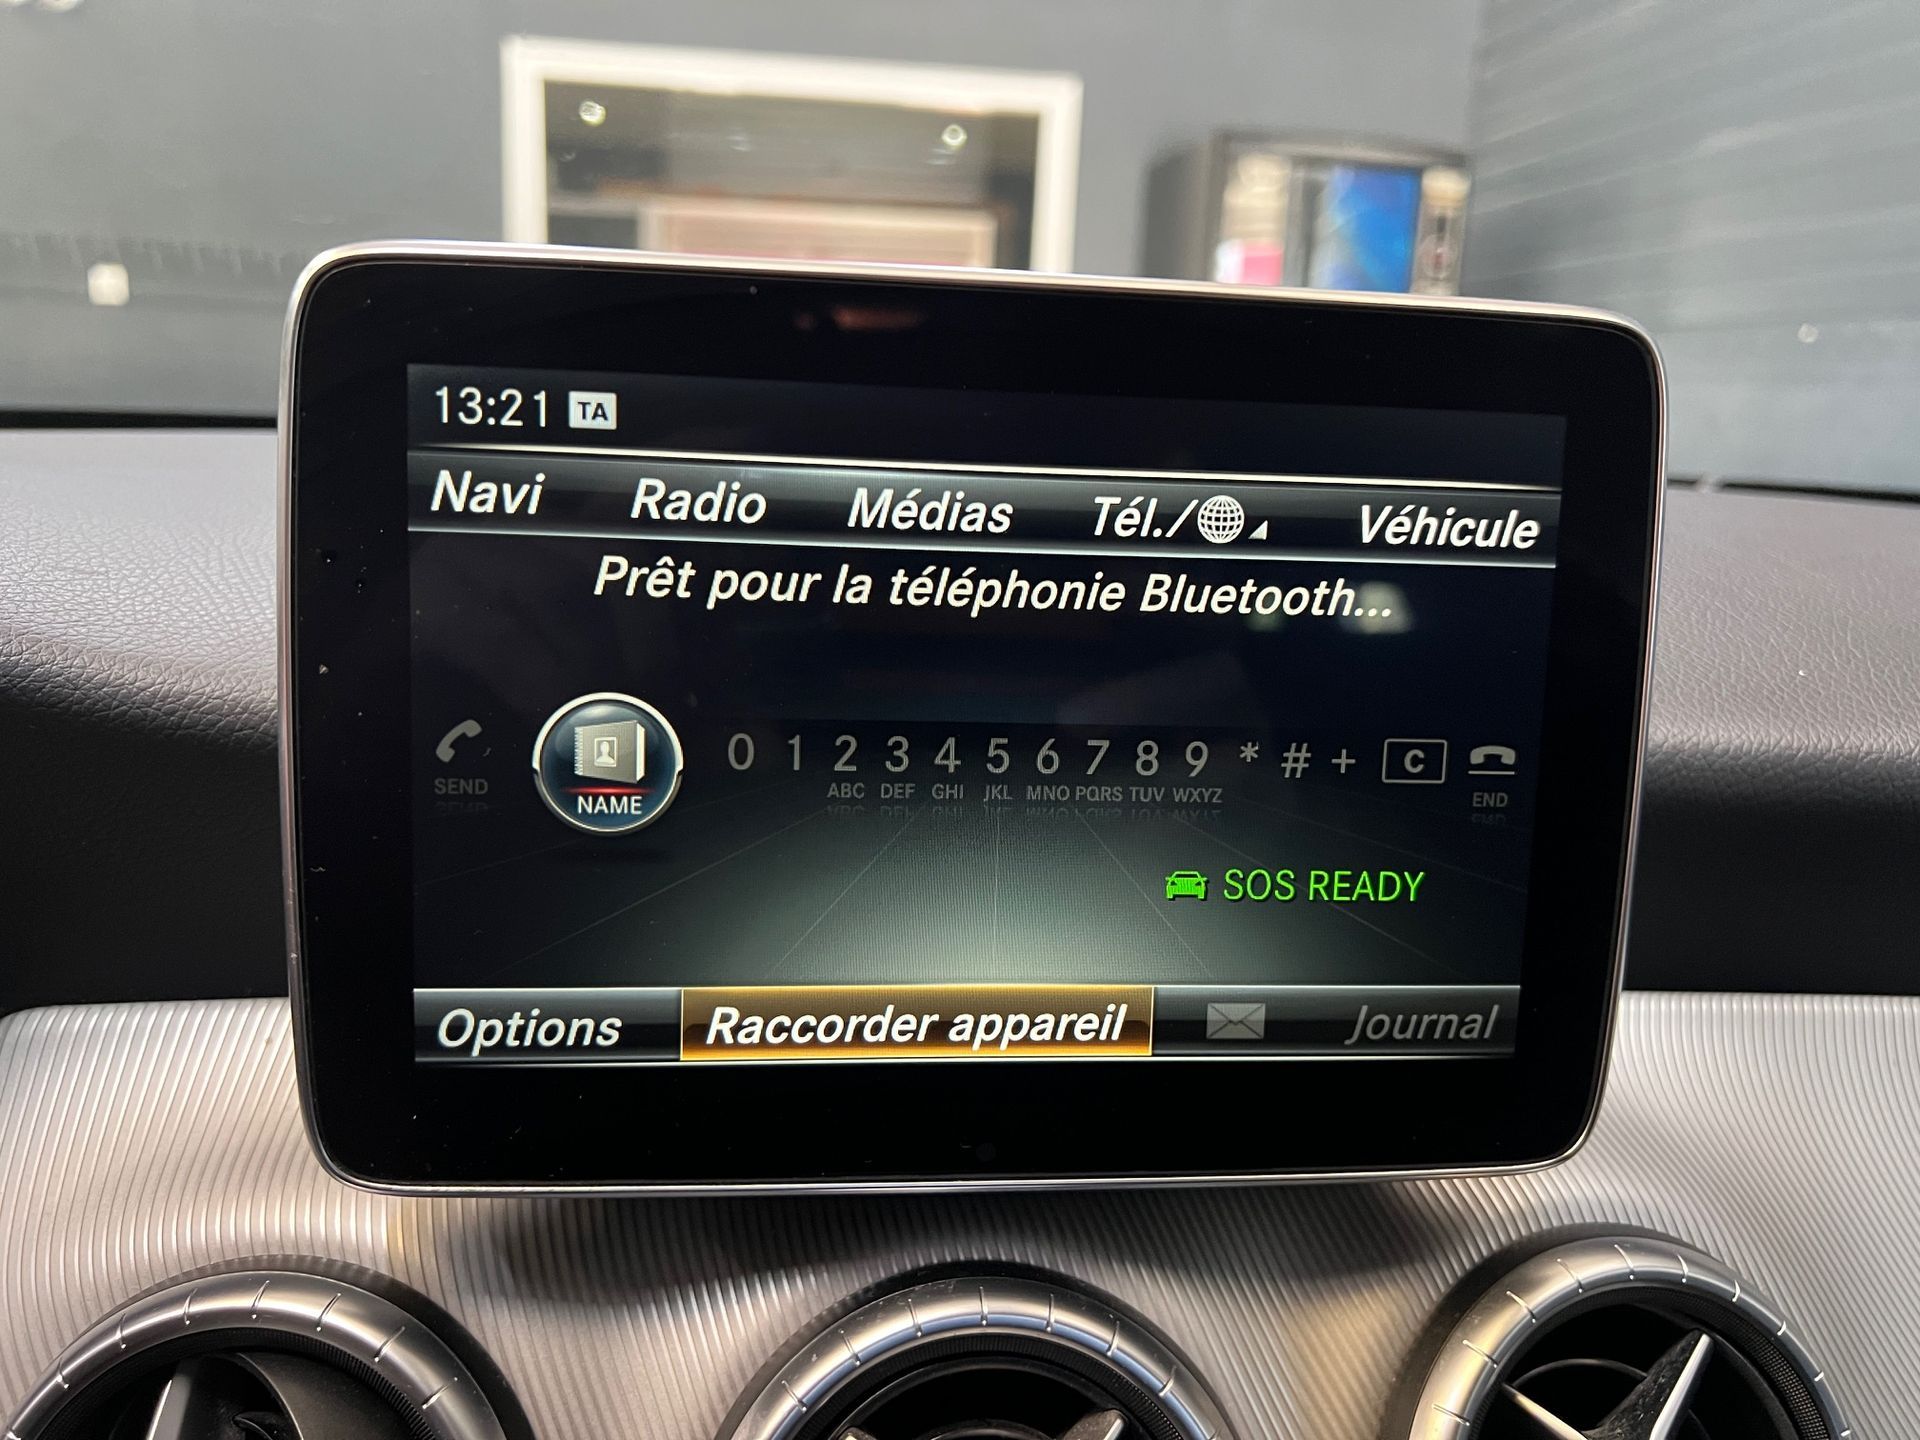 13:21 TA
Navi Radio Médias Tél./ Véhicule
Prêt pour la téléphonie Bluetooth...
0 1 2 3 4 5 6 7 8 9 * # + C
SEND NAME ABC DEF GHI JKL MNO PQRS TUV WXYZ END
SOS READY
Options Raccorder appareil Journal